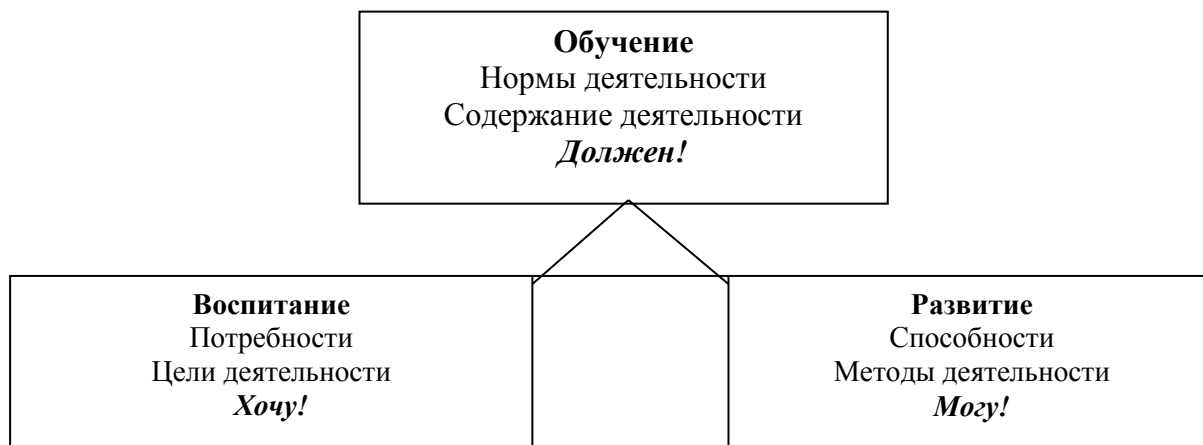 Обучение
Нормы деятельности
Содержание деятельности
Должен!
Воспитание
Потребности
Цели деятельности
Хочу!
Развитие
Способности
Методы деятельности
Могу!